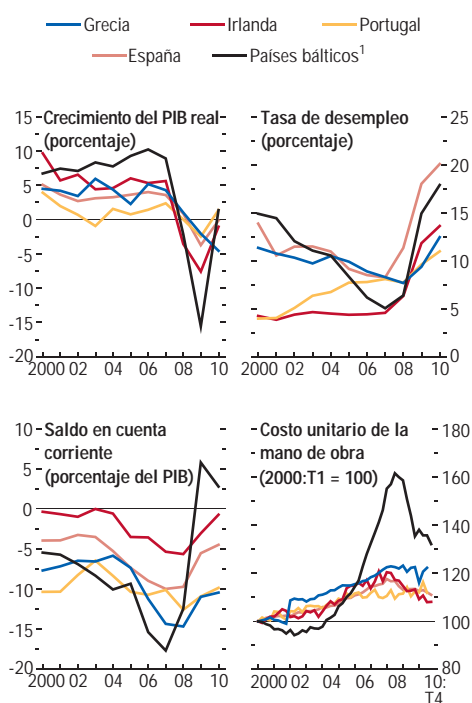 Grecia Irlanda Portugal
España Países bálticos1
15 Crecimiento del PIB real
(porcentaje)
10
5
0
-5
-10
-15
-20
2000 02 04 06 08 10
Tasa de desempleo 25
(porcentaje)
20
15
10
5
0
2000 02 04 06 08 10
10 Saldo en cuenta
corriente
5
(porcentaje del PIB)
0
-5
-10
-15
-20
2000 02 04 06 08 10
Costo unitario de la 180
mano de obra
(2000:T1 = 100)
160
140
120
100
80
2000 02 04 06 08 10:
T4